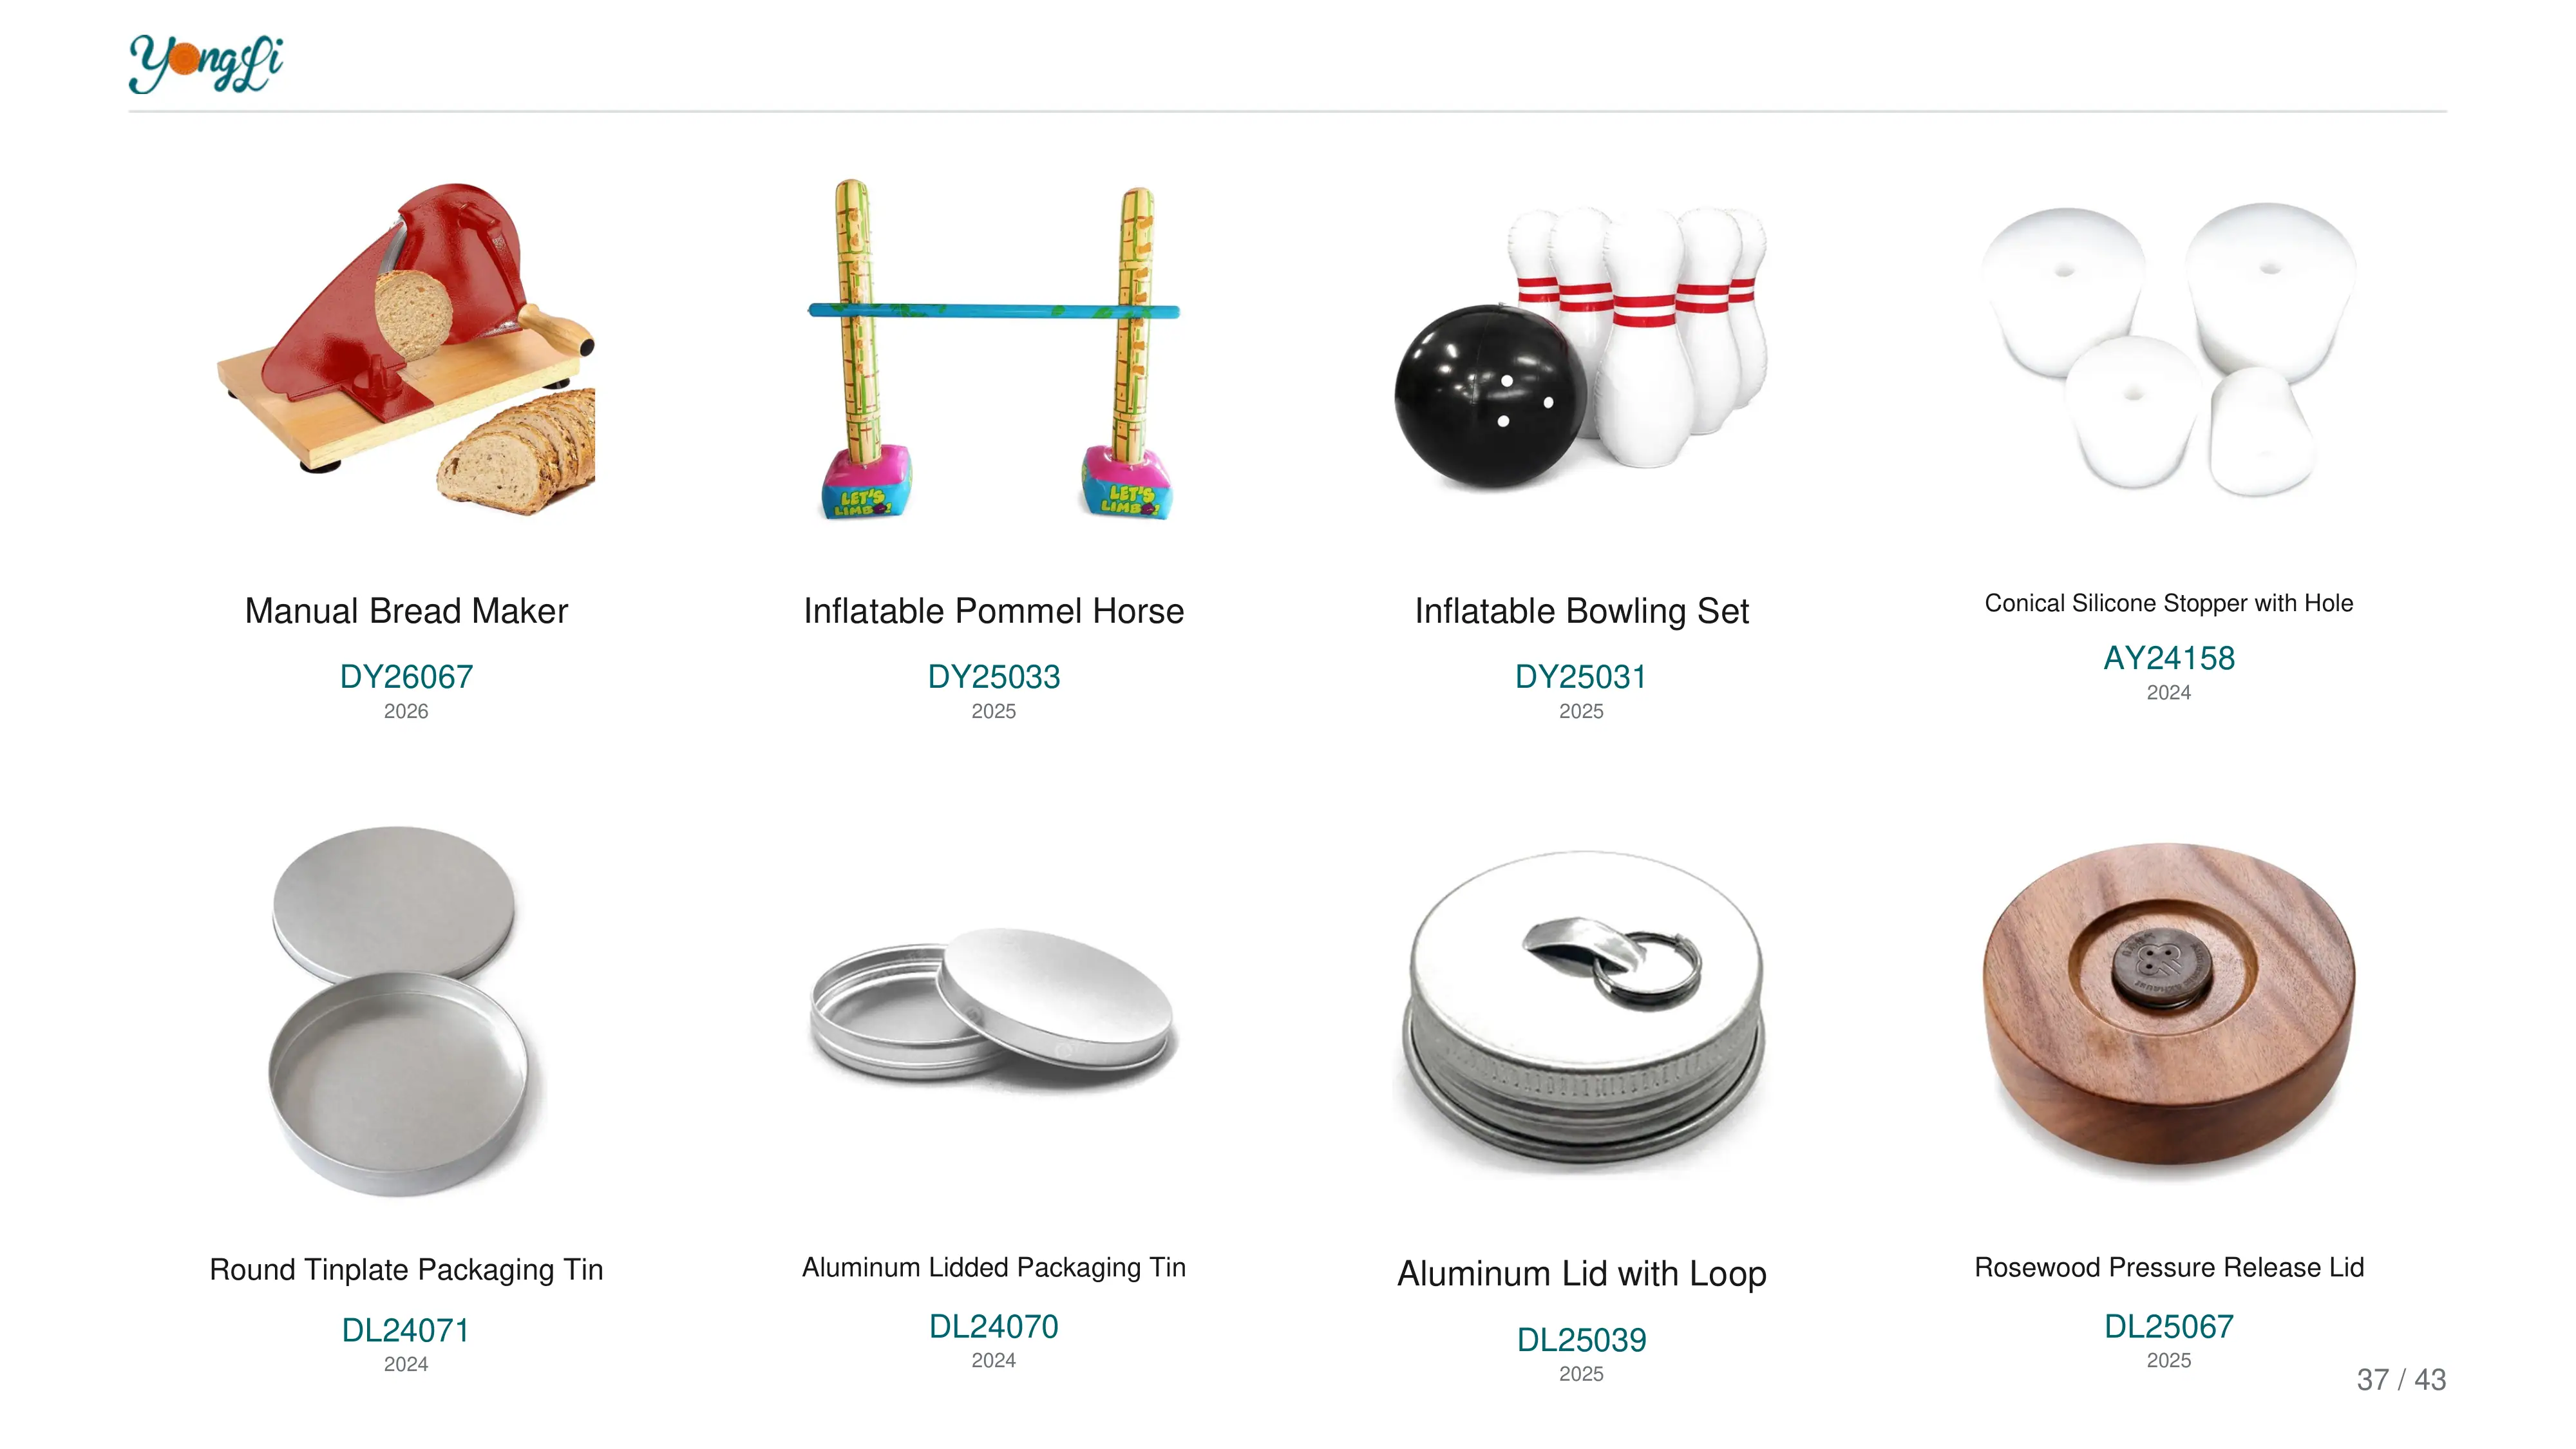 YongLi
LET'S
LIMBO!
LET'S
LIMBO!
Manual Bread Maker
DY26067
2026
Inflatable Pommel Horse
DY25033
2025
Inflatable Bowling Set
DY25031
2025
Conical Silicone Stopper with Hole
AY24158
2024
Round Tinplate Packaging Tin
DL24071
2024
Aluminum Lidded Packaging Tin
DL24070
2024
Aluminum Lid with Loop
DL25039
2025
Rosewood Pressure Release Lid
DL25067
2025
37 / 43